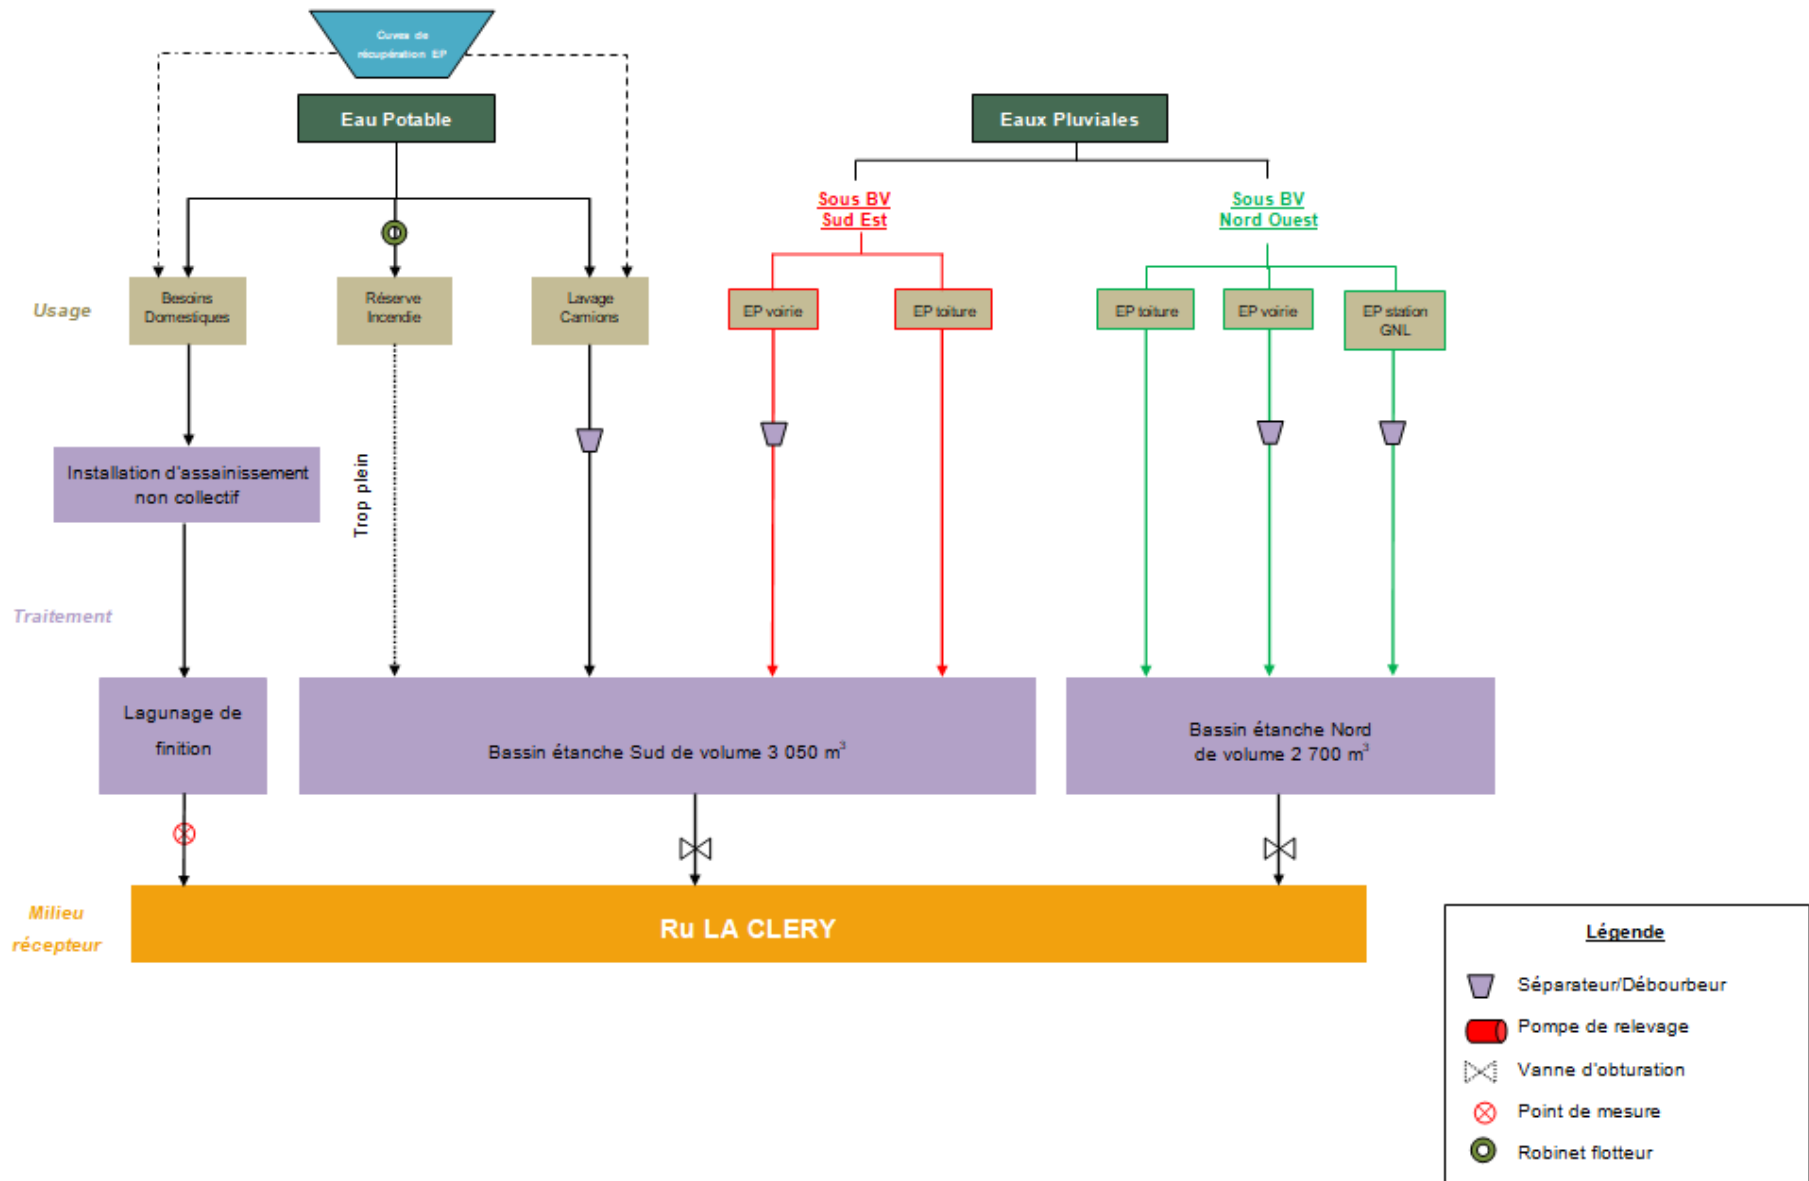 Cuves de
récupération EP
Eau Potable
Eaux Pluviales
Sous BV
Sud Est
Sous BV
Nord Ouest
Usage
Besoins
Domestiques
Réserve
Incendie
Lavage
Camions
EP voirie
EP toiture
EP toiture
EP voirie
EP station
GNL
Installation d'assainissement
non collectif
Trop plein
Traitement
Lagunage de
finition
Bassin étanche Sud de volume 3 050 m³
Bassin étanche Nord
de volume 2 700 m³
Milieu
récepteur
Ru LA CLERY
Légende
Séparateur/Débourbeur
Pompe de relevage
Vanne d'obturation
Point de mesure
Robinet flotteur